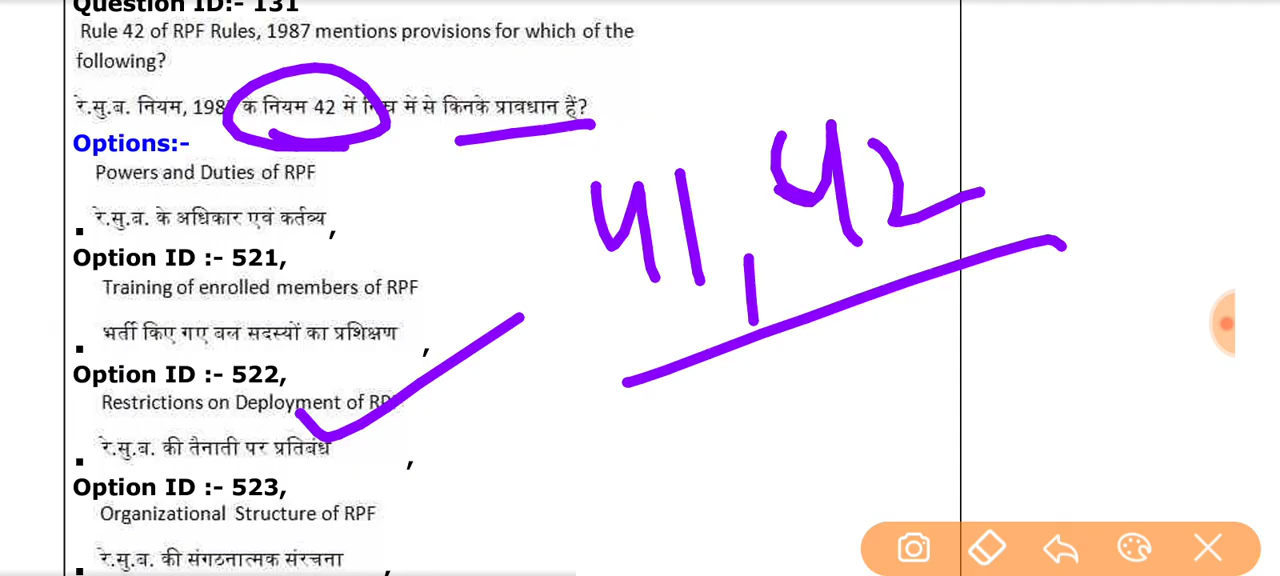 Question ID:- 131
Rule 42 of RPF Rules, 1987 mentions provisions for which of the
following?
रे.सु.ब. नियम, 198 के नियम 42 में में से किनके प्रावधान हैं?
Options:-
Powers and Duties of RPF
रे.सु.ब. के अधिकार एवं कर्तव्य,
Option ID :- 521,
Training of enrolled members of RPF
भर्ती किए गए बल सदस्यों का प्रशिक्षण,
Option ID :- 522,
Restrictions on Deployment of RP
रे.सु.ब. की तैनाती पर प्रतिबंध,
Option ID :- 523,
Organizational Structure of RPF
रे.सु.ब. की संगठनात्मक संरचना,
41, 42